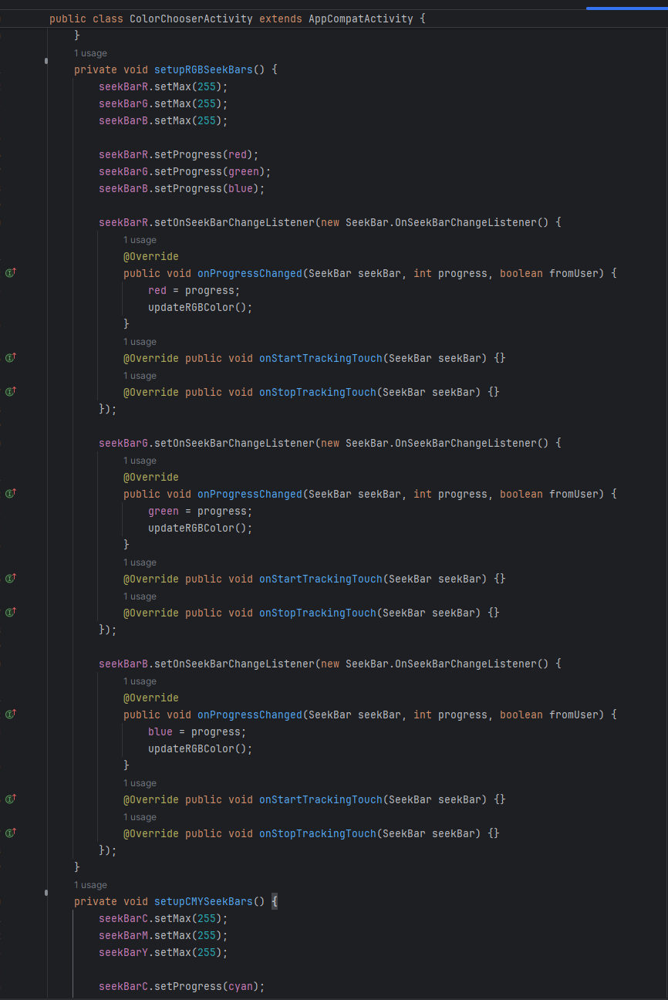 public class ColorChooserActivity extends AppCompatActivity {
}
1 usage
private void setupRGBSeekBars() {
seekBarR.setMax(255);
seekBarG.setMax(255);
seekBarB.setMax(255);
seekBarR.setProgress(red);
seekBarG.setProgress(green);
seekBarB.setProgress(blue);
seekBarR.setOnSeekBarChangeListener(new SeekBar.OnSeekBarChangeListener() {
1 usage
@Override
public void onProgressChanged(SeekBar seekBar, int progress, boolean fromUser) {
red = progress;
updateRGBColor();
}
1 usage
@Override public void onStartTrackingTouch(SeekBar seekBar) {}
1 usage
@Override public void onStopTrackingTouch(SeekBar seekBar) {}
});
seekBarG.setOnSeekBarChangeListener(new SeekBar.OnSeekBarChangeListener() {
1 usage
@Override
public void onProgressChanged(SeekBar seekBar, int progress, boolean fromUser) {
green = progress;
updateRGBColor();
}
1 usage
@Override public void onStartTrackingTouch(SeekBar seekBar) {}
1 usage
@Override public void onStopTrackingTouch(SeekBar seekBar) {}
});
seekBarB.setOnSeekBarChangeListener(new SeekBar.OnSeekBarChangeListener() {
1 usage
@Override
public void onProgressChanged(SeekBar seekBar, int progress, boolean fromUser) {
blue = progress;
updateRGBColor();
}
1 usage
@Override public void onStartTrackingTouch(SeekBar seekBar) {}
1 usage
@Override public void onStopTrackingTouch(SeekBar seekBar) {}
});
}
1 usage
private void setupCMYSeekBars() {
seekBarC.setMax(255);
seekBarM.setMax(255);
seekBarY.setMax(255);
seekBarC.setProgress(cyan);